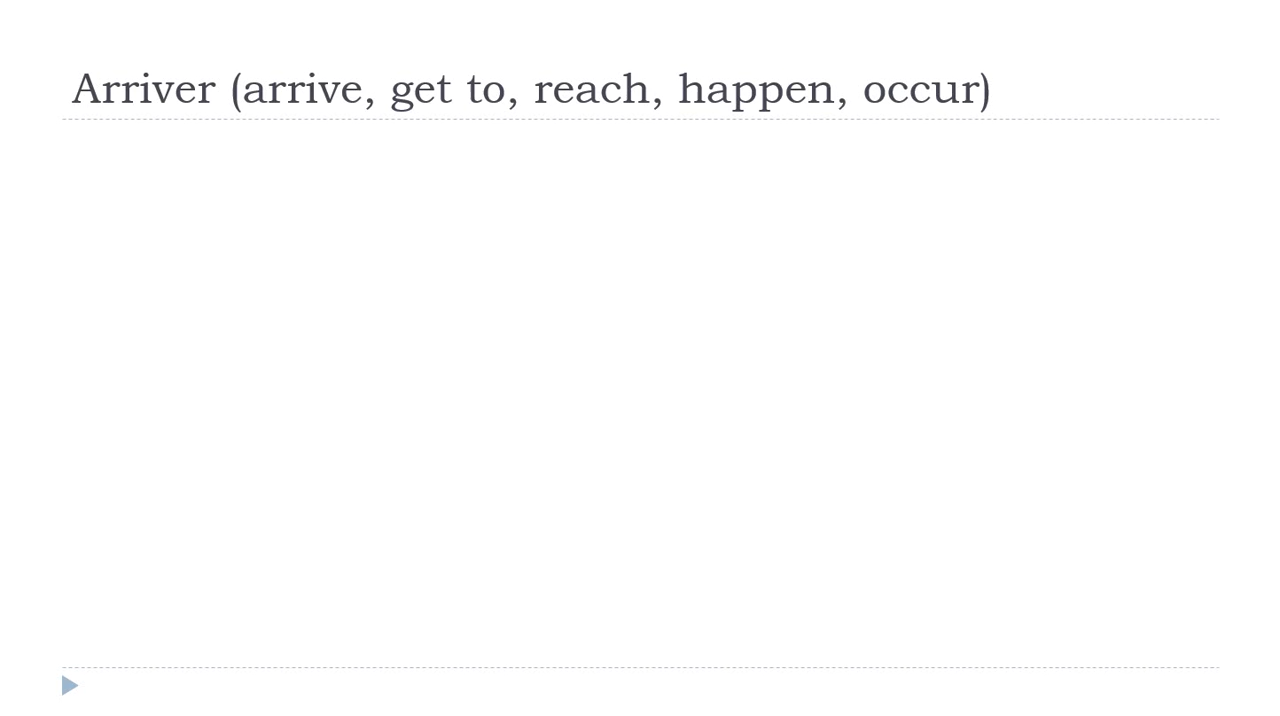 Arriver (arrive, get to, reach, happen, occur)